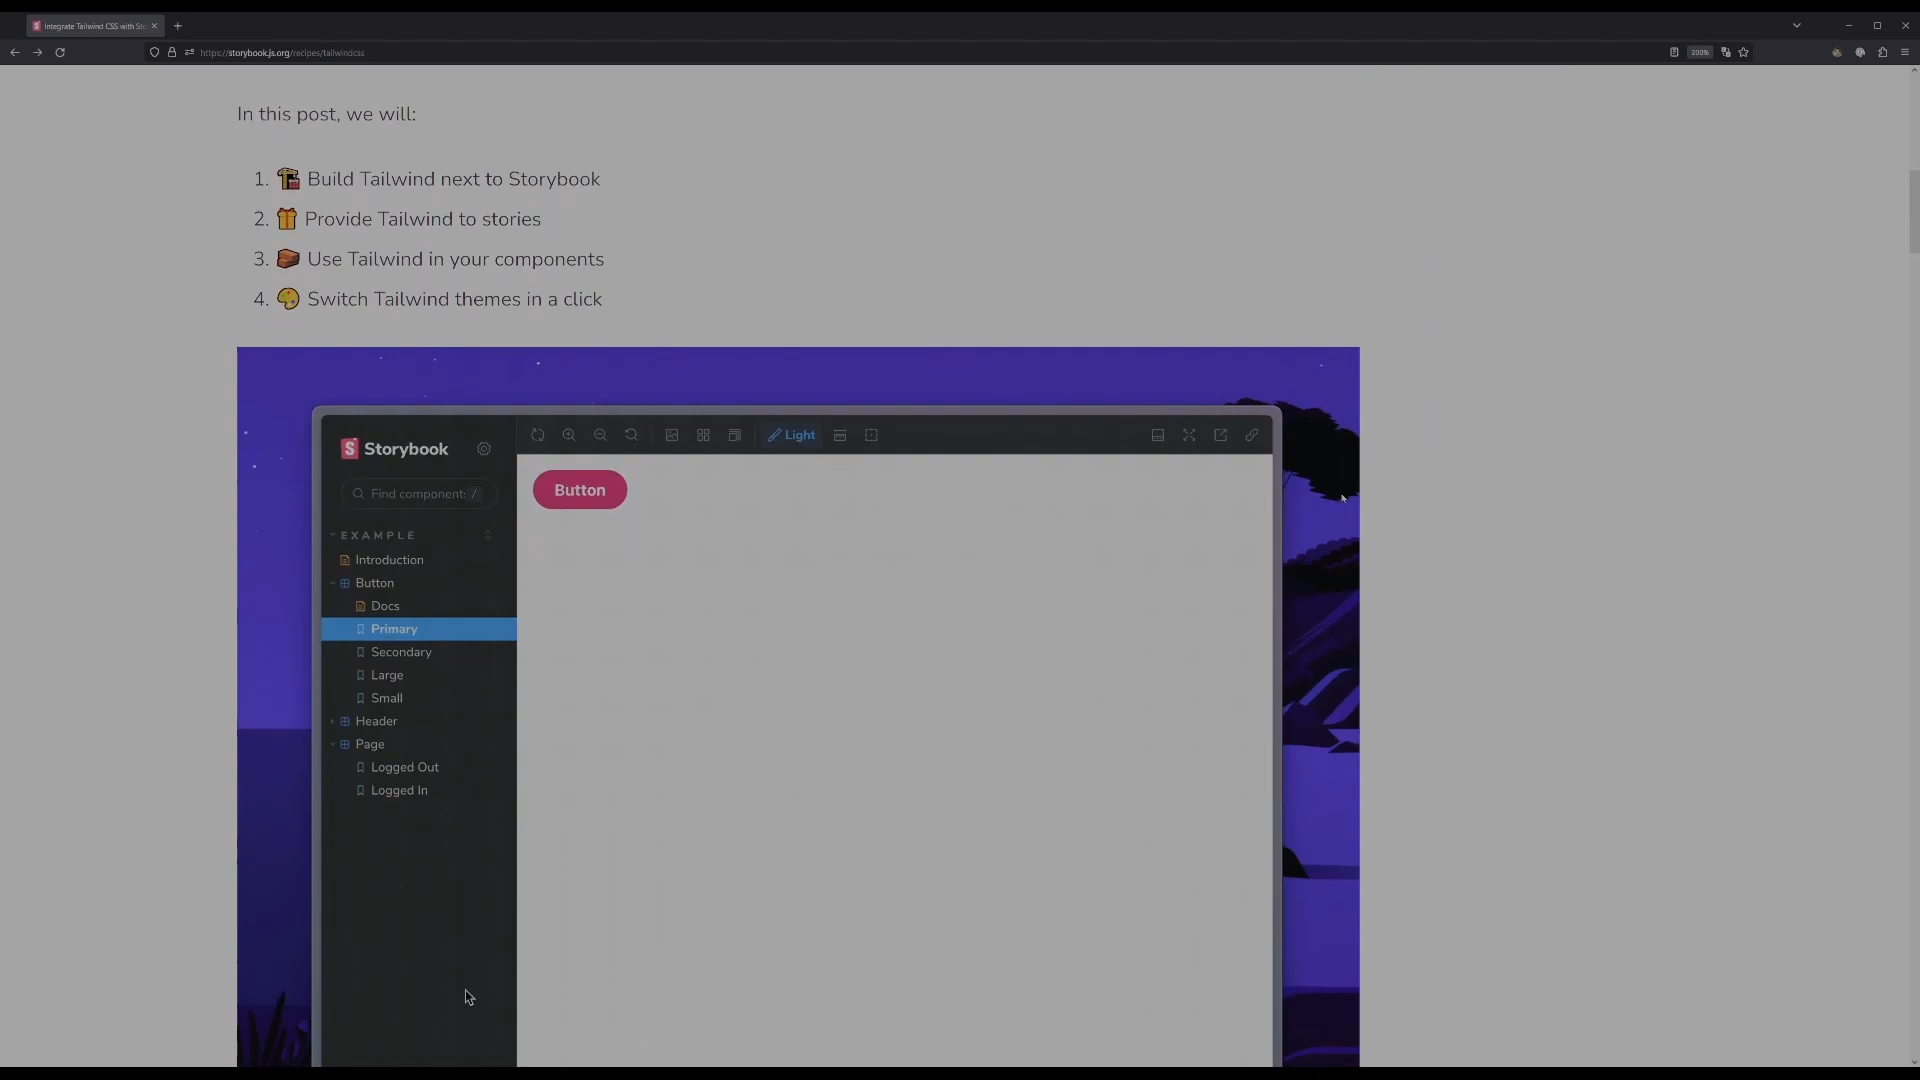 Integrate Tailwind CSS with Sto
https://storybook.js.org/recipes/tailwindcss
200%
In this post, we will:
1. Build Tailwind next to Storybook
2. Provide Tailwind to stories
3. Use Tailwind in your components
4. Switch Tailwind themes in a click
S Storybook
Light
Find component: /
Button
EXAMPLE
Introduction
Button
Docs
Primary
Secondary
Large
Small
Header
Page
Logged Out
Logged In